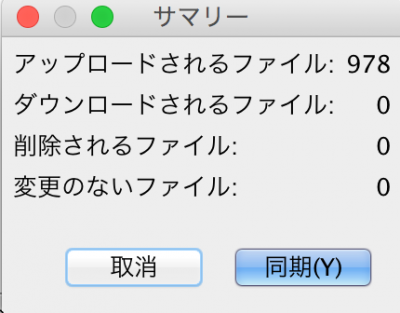 サマリー
アップロードされるファイル: 978
ダウンロードされるファイル: 0
削除されるファイル: 0
変更のないファイル: 0
取消 同期(Y)